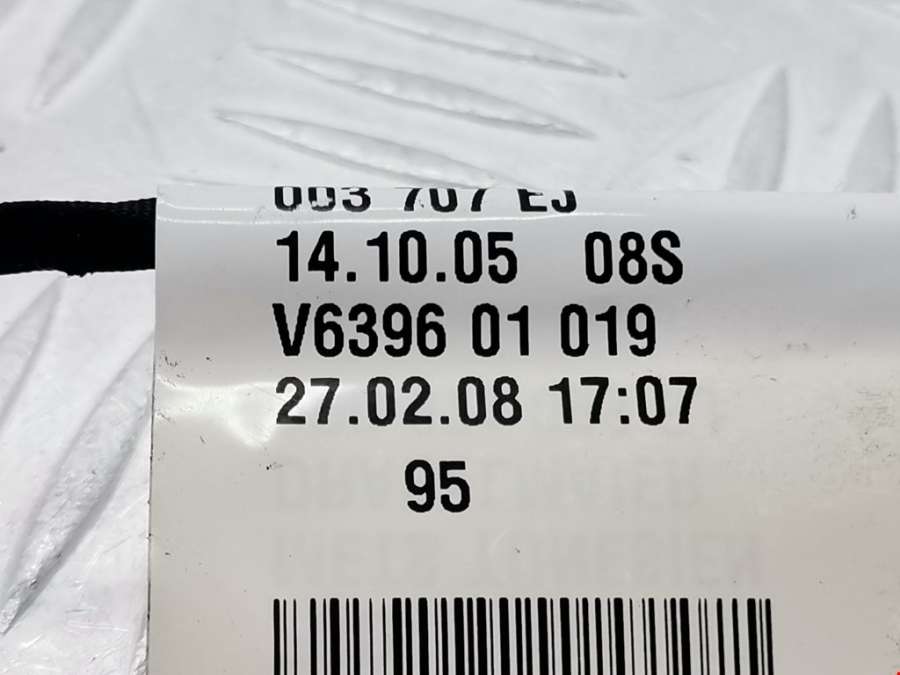 003 707 EJ
14.10.05 08S
V6396 01 019
27.02.08 17:07
95